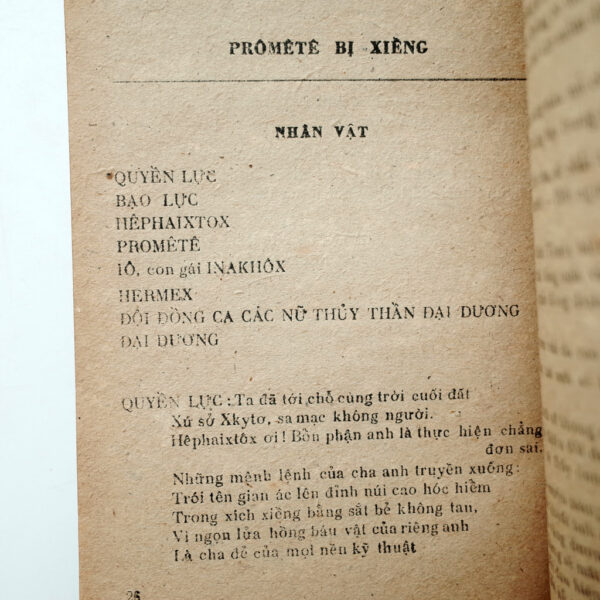 PRÔMÊTÊ BỊ XIỀNG
NHÂN VẬT
QUYỀN LỰC
BẠO LỰC
HÊPHAIXTOX
PROMÊTÊ
IÔ, con gái INAKHÔX
HERMEX
ĐỘI ĐỒNG CA CÁC NỮ THỦY THẦN ĐẠI DƯƠNG
ĐẠI DƯƠNG
QUYỀN LỰC : Ta đã tới chỗ cùng trời cuối đất
Xứ sở Xkytơ, sa mạc không người.
Hêphaixtôx ơi ! Bổn phận anh là thực hiện chẳng
đơn sai.
Những mệnh lệnh của cha anh truyền xuống:
Trói tên gian ác lên đỉnh núi cao hóc hiểm
Trong xích xiềng bằng sắt bẻ không tan,
Vì ngọn lửa hồng báu vật của riêng anh
Là cha đẻ của mọi nền kỹ thuật
26